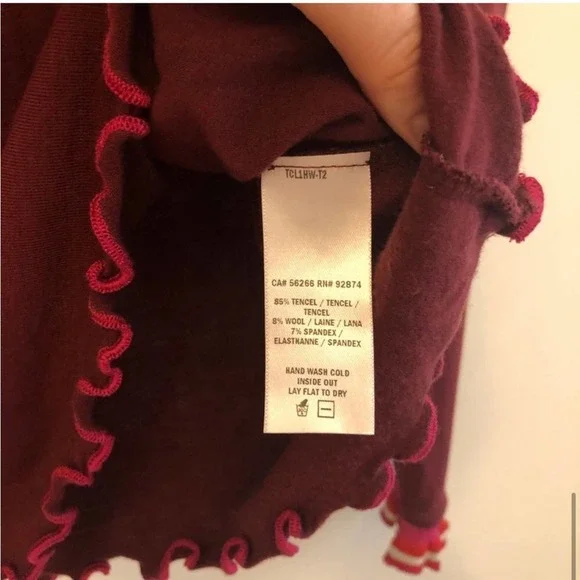 TCL1HW-T2
CA# 56266 RN# 92874
85% TENCEL / TENCEL /
TENCEL
8% WOOL / LAINE / LANA
7% SPANDEX /
ELASTHANNE / SPANDEX
HAND WASH COLD
INSIDE OUT
LAY FLAT TO DRY